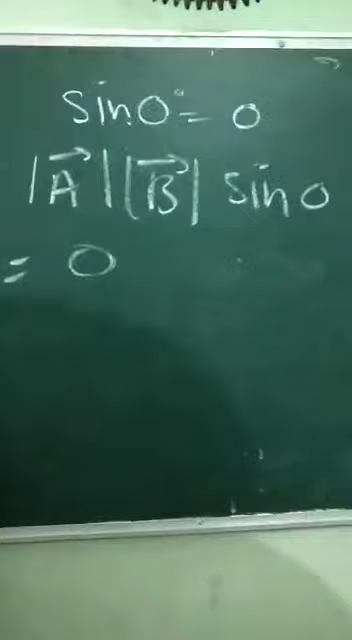 sin0° = 0
|A⃗||B⃗| sin0
= 0